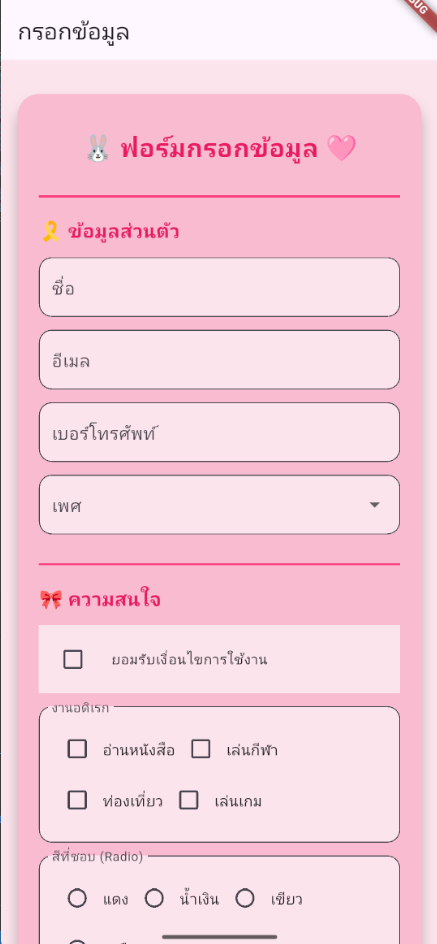 กรอกข้อมูล
🐰 ฟอร์มกรอกข้อมูล 🩷
🎗️ ข้อมูลส่วนตัว
ชื่อ
อีเมล
เบอร์โทรศัพท์
เพศ
🎀 ความสนใจ
ยอมรับเงื่อนไขการใช้งาน
งานอดิเรก
อ่านหนังสือ เล่นกีฬา
ท่องเที่ยว เล่นเกม
สีที่ชอบ (Radio)
แดง น้ำเงิน เขียว